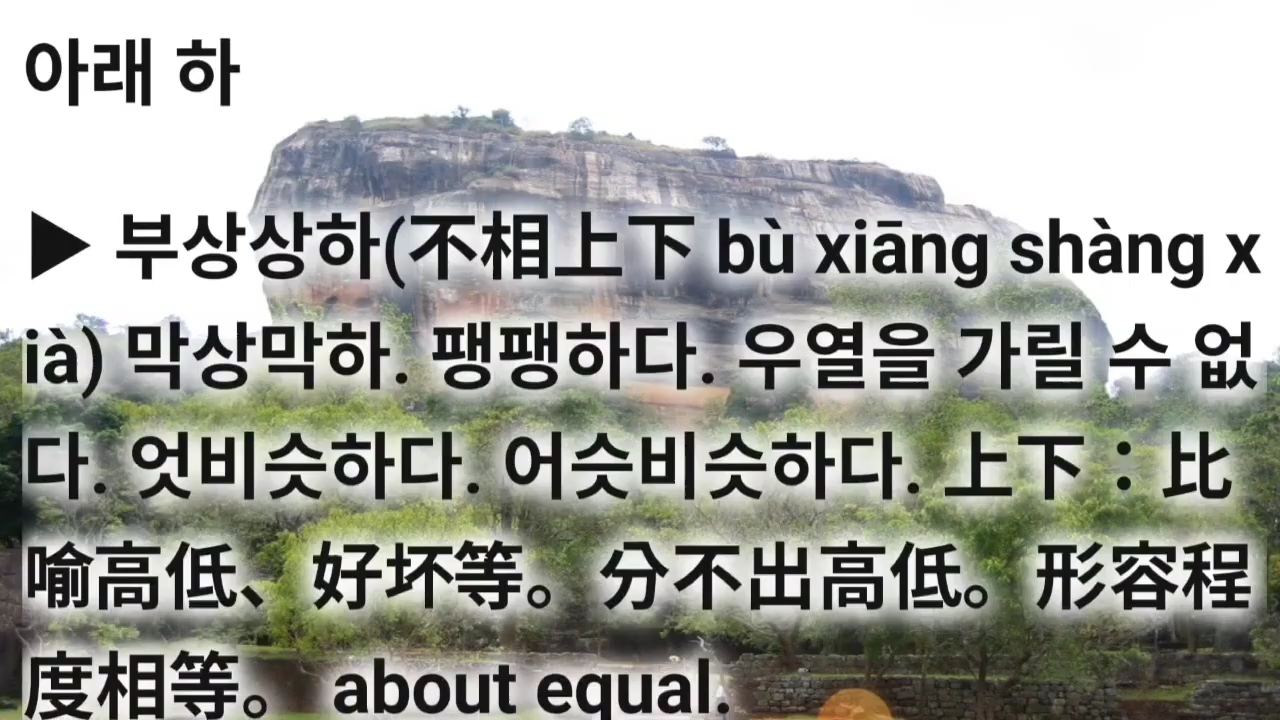 아래 하
▶ 부상상하(不相上下 bù xiāng shàng x
ià) 막상막하. 팽팽하다. 우열을 가릴 수 없
다. 엇비슷하다. 어슷비슷하다. 上下：比
喻高低、好坏等。分不出高低。形容程
度相等。 about equal.